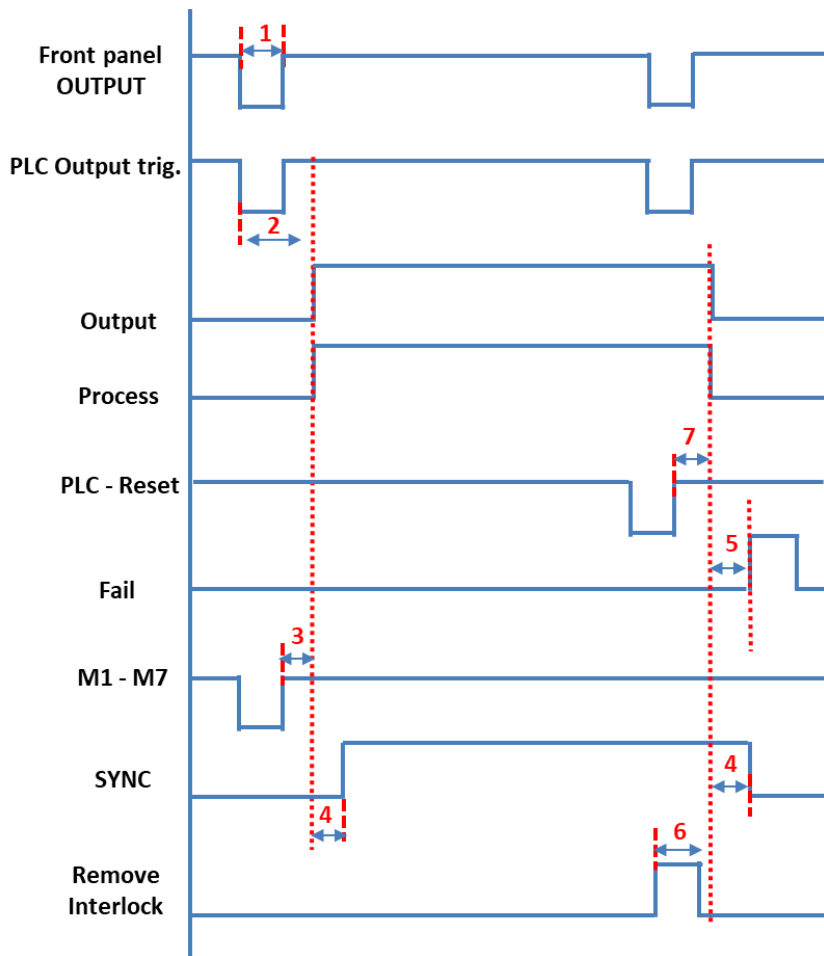 1
Front panel
OUTPUT
PLC Output trig.
2
Output
Process
7
PLC - Reset
5
Fail
3
M1 - M7
SYNC
4
4
6
Remove
Interlock